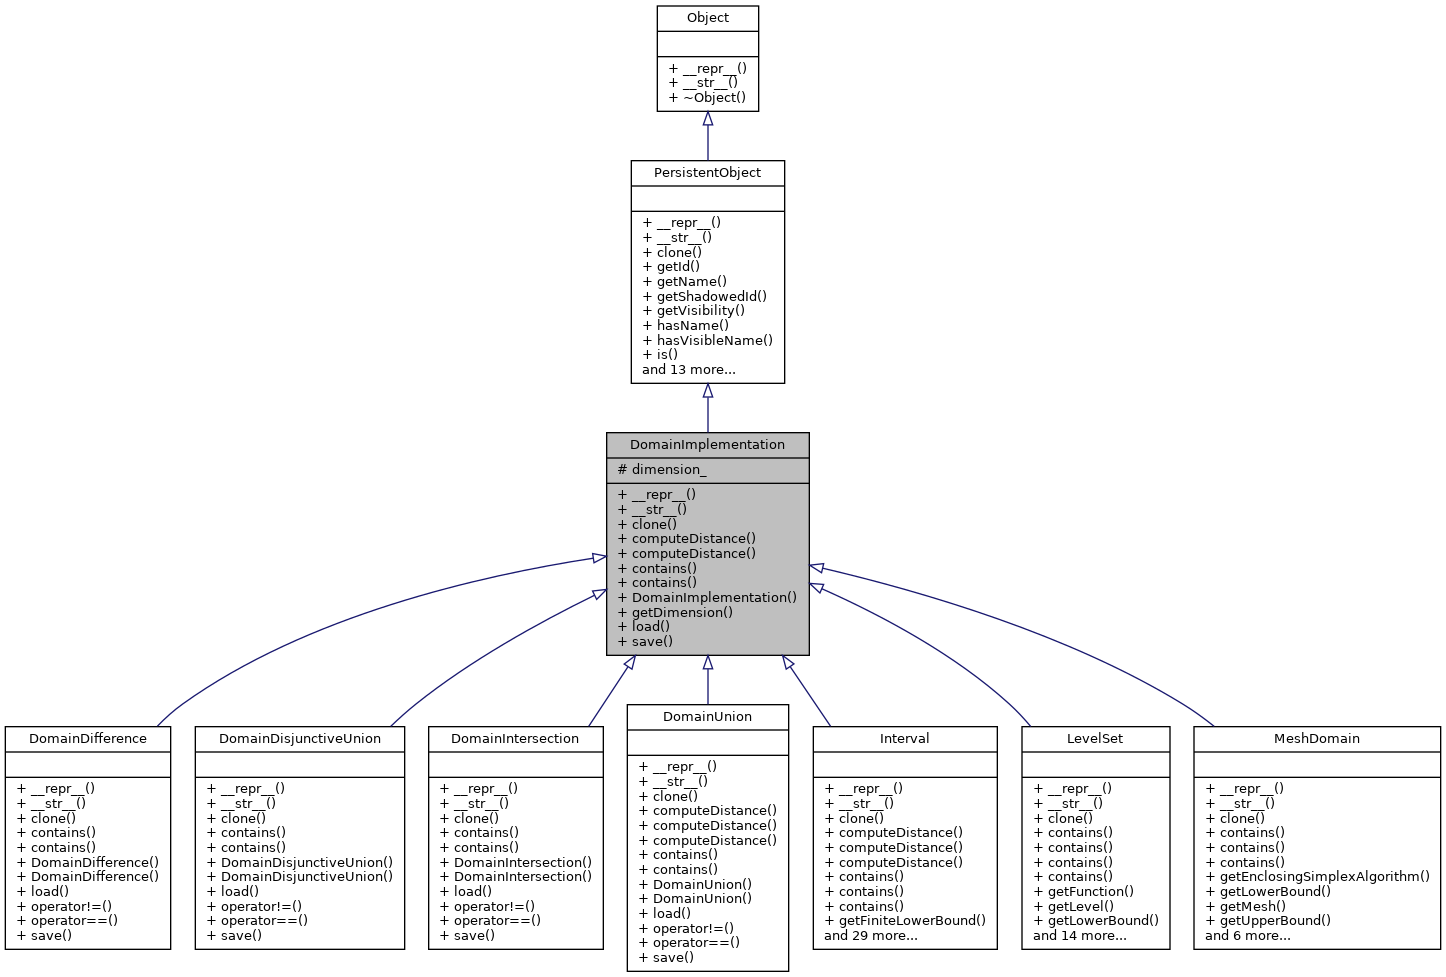 Object
+ __repr__()
+ __str__()
+ ~Object()
PersistentObject
+ __repr__()
+ __str__()
+ clone()
+ getId()
+ getName()
+ getShadowedId()
+ getVisibility()
+ hasName()
+ hasVisibleName()
+ is()
and 13 more...
DomainImplementation
# dimension_
+ __repr__()
+ __str__()
+ clone()
+ computeDistance()
+ computeDistance()
+ contains()
+ contains()
+ DomainImplementation()
+ getDimension()
+ load()
+ save()
DomainDifference
+ __repr__()
+ __str__()
+ clone()
+ contains()
+ contains()
+ DomainDifference()
+ DomainDifference()
+ load()
+ operator!=()
+ operator==()
+ save()
DomainDisjunctiveUnion
+ __repr__()
+ __str__()
+ clone()
+ contains()
+ contains()
+ DomainDisjunctiveUnion()
+ DomainDisjunctiveUnion()
+ load()
+ operator!=()
+ operator==()
+ save()
DomainIntersection
+ __repr__()
+ __str__()
+ clone()
+ contains()
+ contains()
+ DomainIntersection()
+ DomainIntersection()
+ load()
+ operator!=()
+ operator==()
+ save()
DomainUnion
+ __repr__()
+ __str__()
+ clone()
+ computeDistance()
+ computeDistance()
+ computeDistance()
+ contains()
+ contains()
+ DomainUnion()
+ DomainUnion()
+ load()
+ operator!=()
+ operator==()
+ save()
Interval
+ __repr__()
+ __str__()
+ clone()
+ computeDistance()
+ computeDistance()
+ computeDistance()
+ contains()
+ contains()
+ contains()
+ getFiniteLowerBound()
and 29 more...
LevelSet
+ __repr__()
+ __str__()
+ clone()
+ contains()
+ contains()
+ contains()
+ contains()
+ getFunction()
+ getLevel()
+ getLowerBound()
and 14 more...
MeshDomain
+ __repr__()
+ __str__()
+ clone()
+ contains()
+ contains()
+ contains()
+ getEnclosingSimplexAlgorithm()
+ getLowerBound()
+ getMesh()
+ getUpperBound()
and 6 more...